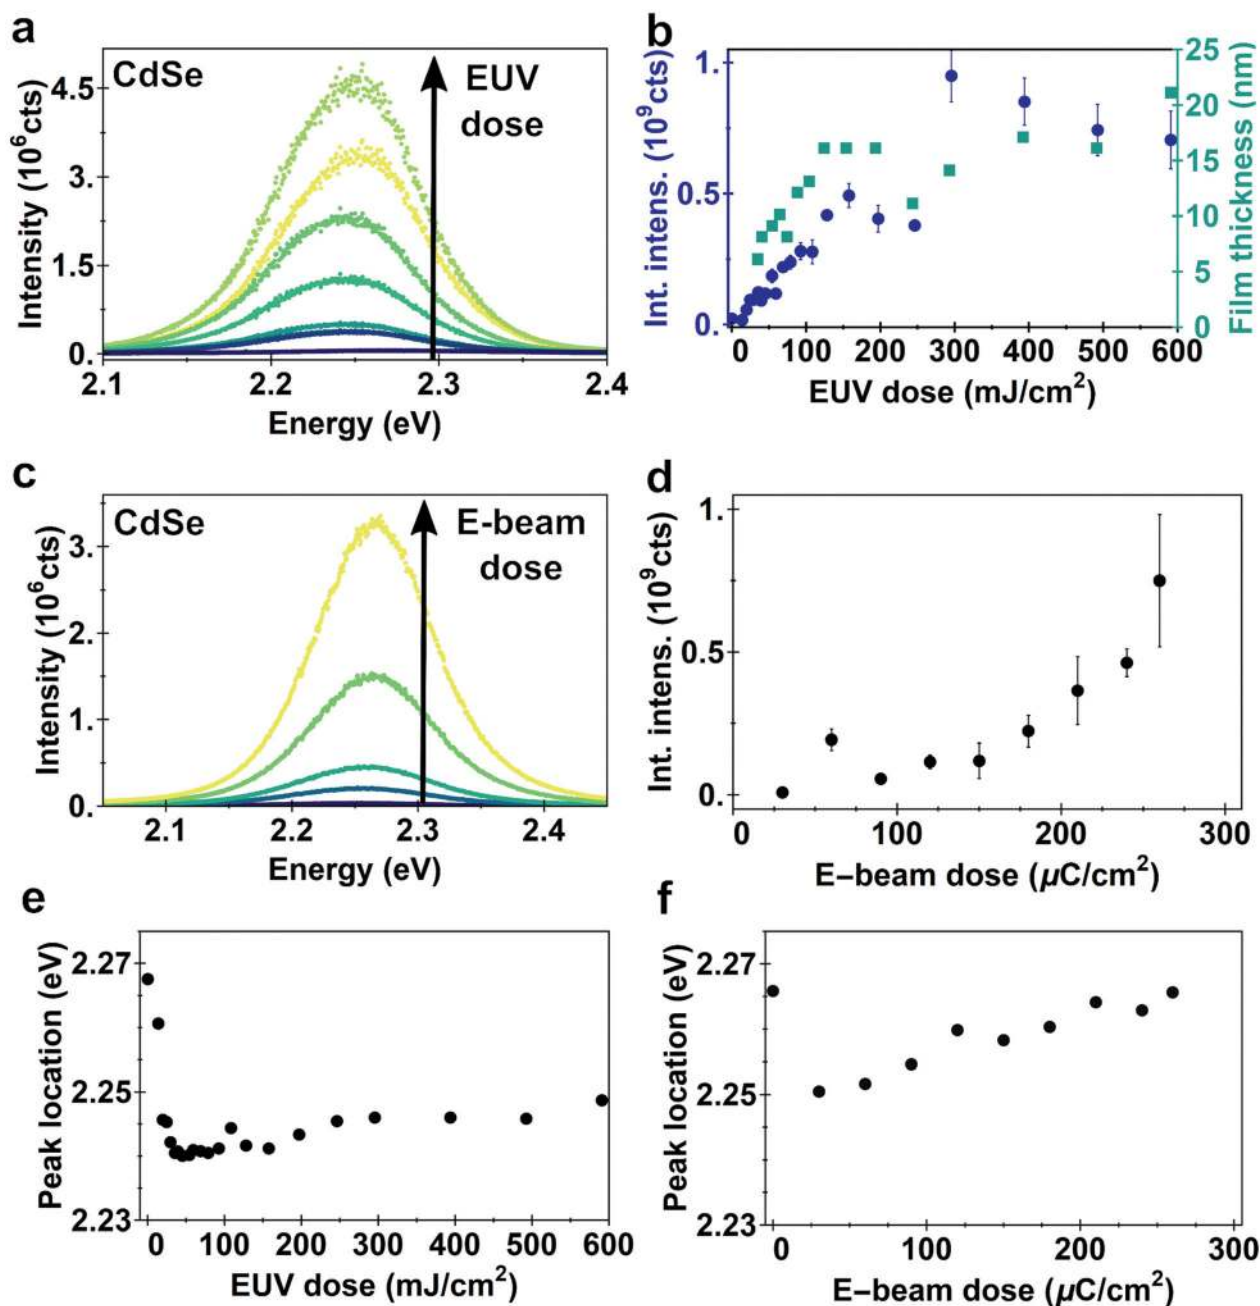 a
CdSe
EUV
dose
Intensity (10⁶cts)
4.5
3.
1.5
0.
2.1
2.2
2.3
2.4
Energy (eV)
b
Int. intens. (10⁹cts)
1.
0.5
0.
Film thickness (nm)
25
20
15
10
5
0
0
100
200
300
400
500
600
EUV dose (mJ/cm²)
c
CdSe
E-beam
dose
Intensity (10⁶cts)
3.
2.
1.
0.
2.1
2.2
2.3
2.4
Energy (eV)
d
Int. intens. (10⁹cts)
1.
0.5
0.
0
100
200
300
E–beam dose (µC/cm²)
e
Peak location (eV)
2.27
2.25
2.23
0
100
200
300
400
500
600
EUV dose (mJ/cm²)
f
Peak location (eV)
2.27
2.25
2.23
0
100
200
300
E–beam dose (µC/cm²)